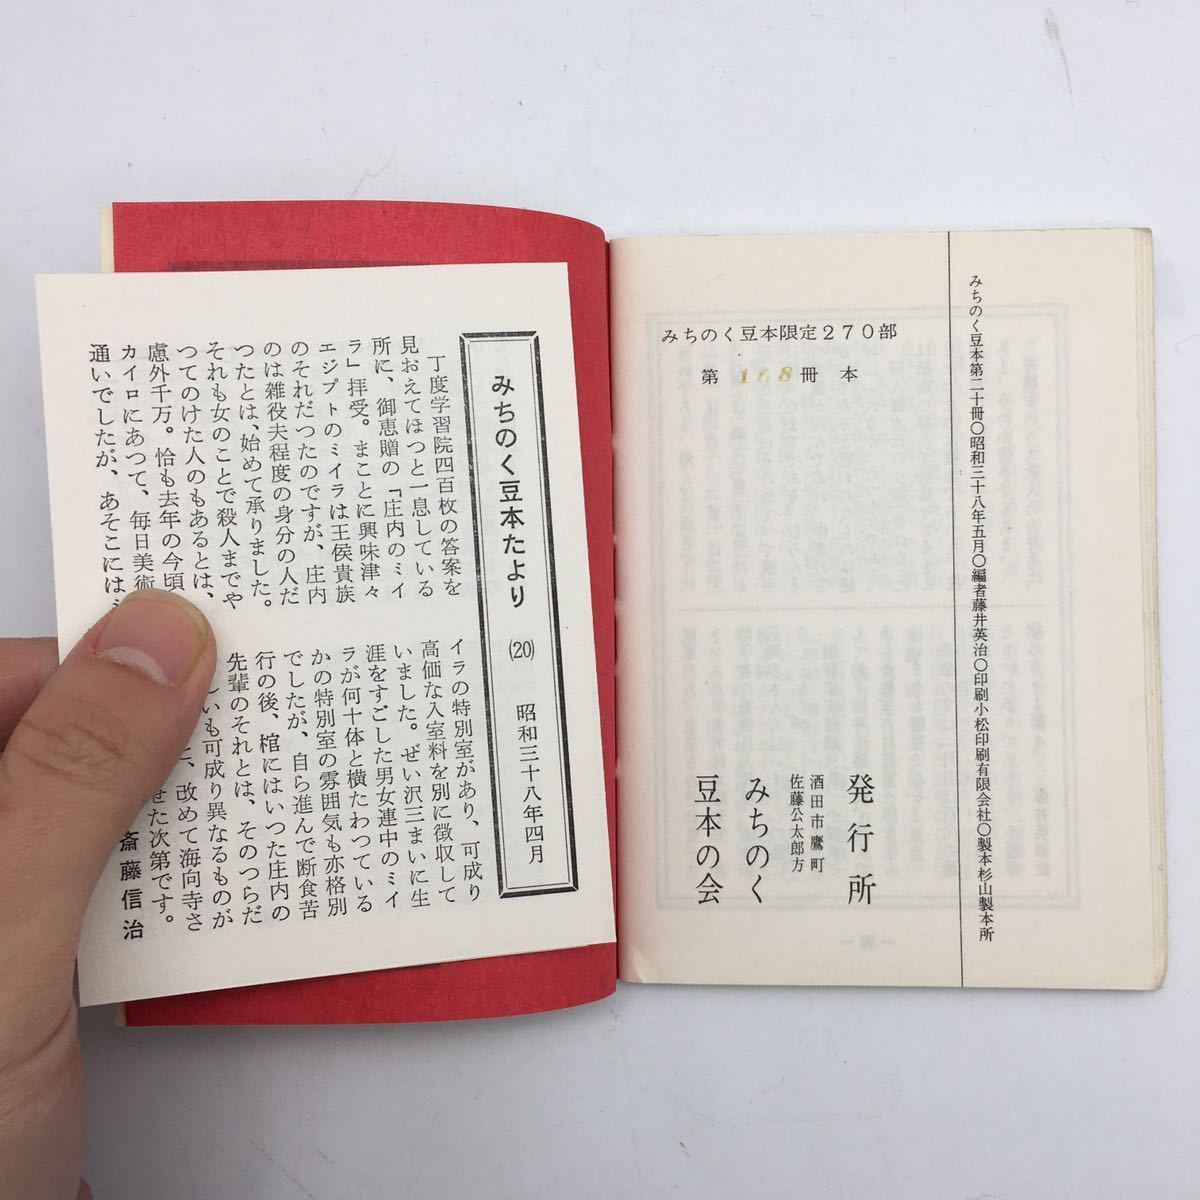 みちのく豆本第二十冊〇昭和三十八年五月〇編者藤井英治〇印刷小松印刷有限会社〇製本杉山製本所
みちのく豆本限定270部
第 168冊 本
発行所
酒田市鷹町
佐藤公太郎方
みちのく
豆本の会
みちのく豆本たより (20) 昭和三十八年四月
丁度学習院四百枚の答案を
見おえてほつと一息している
所に、御恵贈の「庄内のミイ
ラ」拝受。まことに興味津々
エジプトのミイラは王侯貴族
のそれだつたのですが、庄内
のは雑役夫程度の身分の人だ
つたとは、始めて承りました。
それも女のことで殺人までや
つてのけた人のもあるとは、
慮外千万。恰も去年の今頃
カイロにあつて、毎日美術
通いでしたが、あそこには
イラの特別室があり、可成り
高価な入室料を別に徴収して
いました。ぜい沢三まいに生
涯をすごした男女連中のミイ
ラが何十体と横たわつている
かの特別室の雰囲気も亦格別
でしたが、自ら進んで断食苦
行の後、棺にはいつた庄内の
先輩のそれとは、そのつらだ
しいも可成り異なるものが
、改めて海向寺さ
せた次第です。
斎藤信治